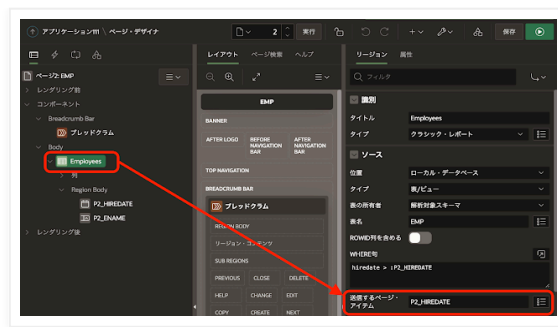 アプリケーション111 \ ページ・デザイナ
2
実行
保存
ページ2: EMP
レンダリング前
コンポーネント
Breadcrumb Bar
ブレッドクラム
Body
Employees
列
Region Body
P2_HIREDATE
P2_ENAME
レンダリング後
レイアウト ページ検索 ヘルプ
EMP
BANNER
AFTER LOGO
BEFORE NAVIGATION BAR
AFTER NAVIGATION BAR
TOP NAVIGATION
BREADCRUMB BAR
ブレッドクラム
REGION BODY
リージョン・コンテンツ
SUB REGIONS
PREVIOUS CLOSE DELETE
HELP CHANGE EDIT
COPY CREATE NEXT
リージョン 属性
フィルタ
識別
タイトル Employees
タイプ クラシック・レポート
ソース
位置 ローカル・データベース
タイプ 表/ビュー
表の所有者 解析対象スキーマ
表名 EMP
ROWID列を含める
WHERE句
hiredate > :P2_HIREDATE
送信するページ・
アイテム P2_HIREDATE